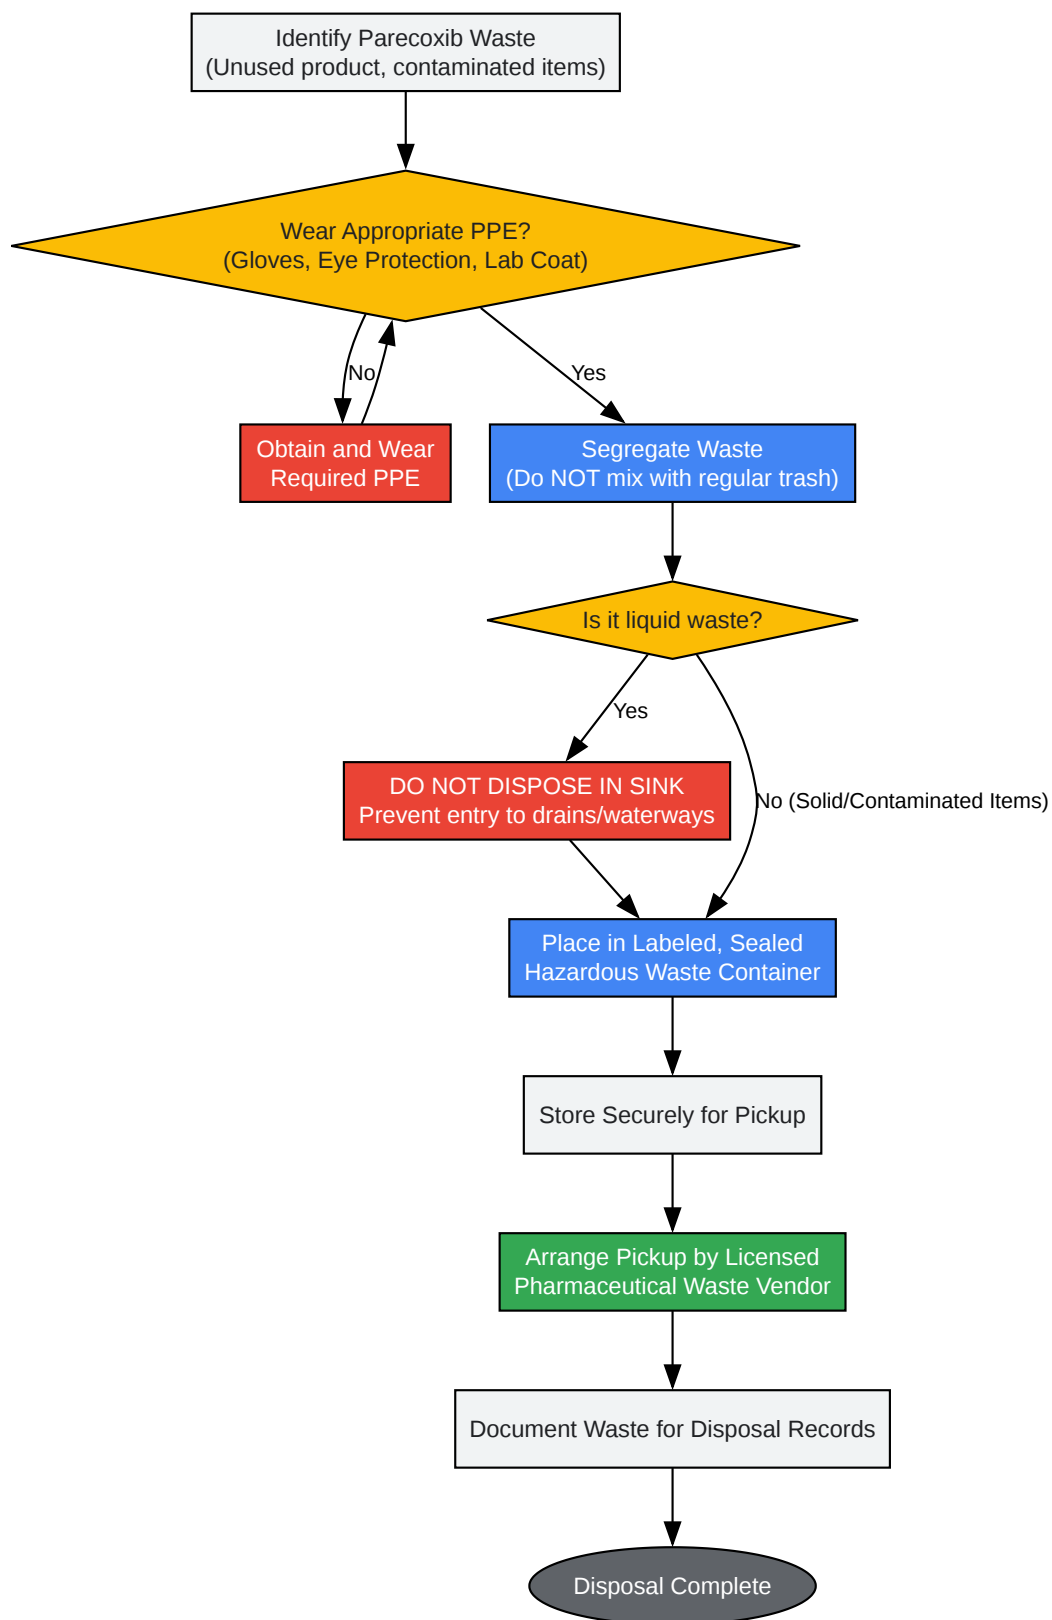 Identify Parecoxib Waste
(Unused product, contaminated items)
Wear Appropriate PPE?
(Gloves, Eye Protection, Lab Coat)
No
Yes
Obtain and Wear
Required PPE
Segregate Waste
(Do NOT mix with regular trash)
Is it liquid waste?
Yes
DO NOT DISPOSE IN SINK
Prevent entry to drains/waterways
No (Solid/Contaminated Items)
Place in Labeled, Sealed
Hazardous Waste Container
Store Securely for Pickup
Arrange Pickup by Licensed
Pharmaceutical Waste Vendor
Document Waste for Disposal Records
Disposal Complete